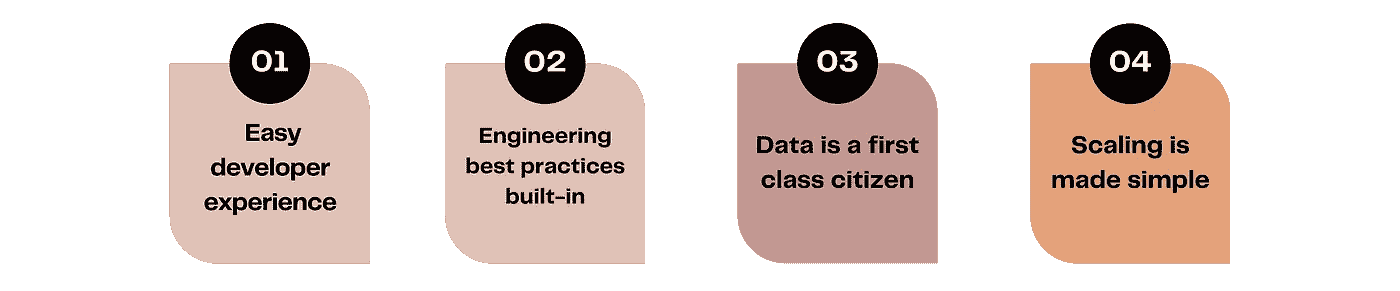 01
Easy
developer
experience
02
Engineering
best practices
built-in
03
Data is a first
class citizen
04
Scaling is
made simple